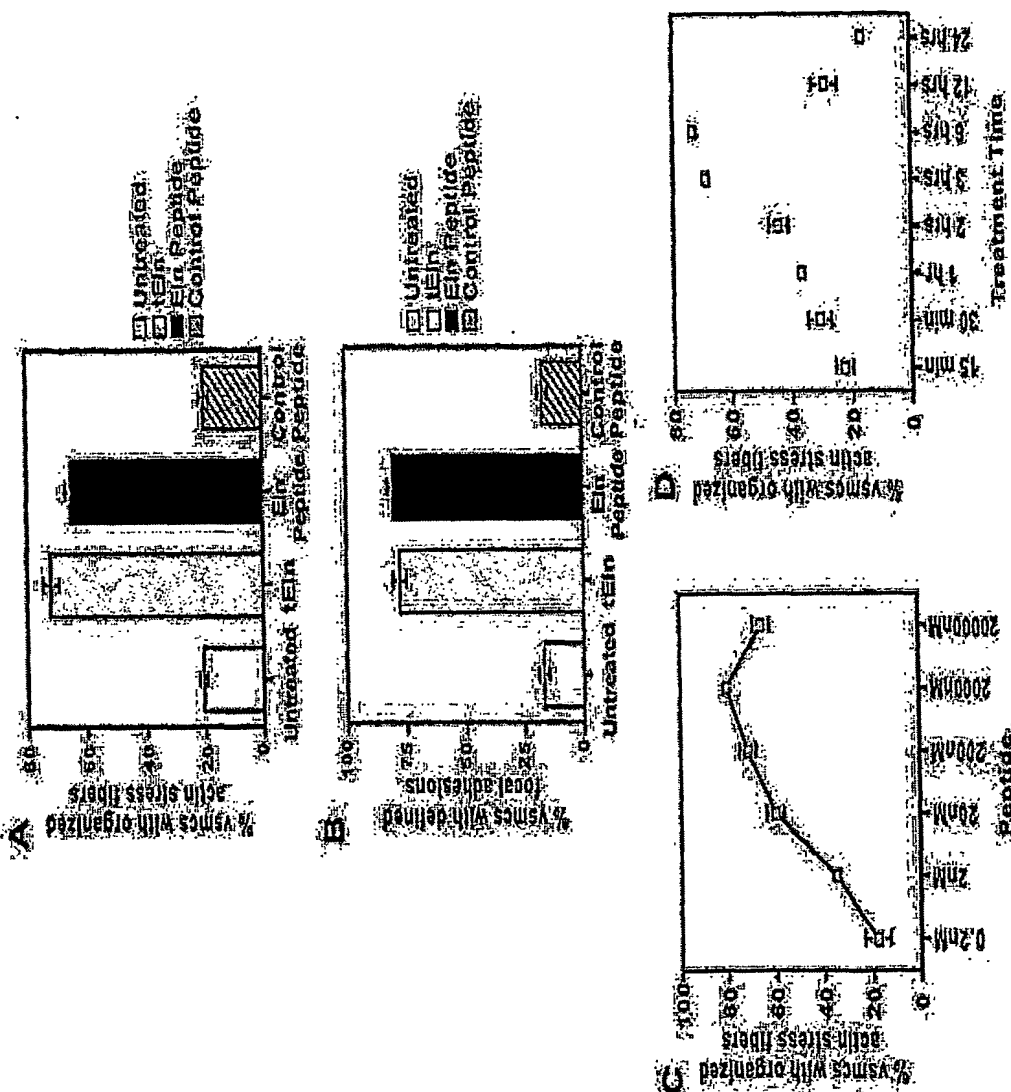 A
% vsmcs with organized
actin stress fibers
80
60
40
20
0
Untreated tEln Eln Control
Peptide Peptide
Untreated
tEln
Eln Peptide
Control Peptide
B
% vsmcs with defined
focal adhesions
100
75
50
25
0
Untreated tEln Eln Control
Peptide Peptide
Untreated
tEln
Eln Peptide
Control Peptide
C
% vsmcs with organized
actin stress fibers
100
80
60
40
20
0
0.2nM 2nM 20nM 200nM 2000nM 20000nM
Peptide
D
% vsmcs with organized
actin stress fibers
80
60
40
20
0
15 min 30 min 1 hr 2 hrs 3 hrs 6 hrs 12 hrs 24 hrs
Treatment Time